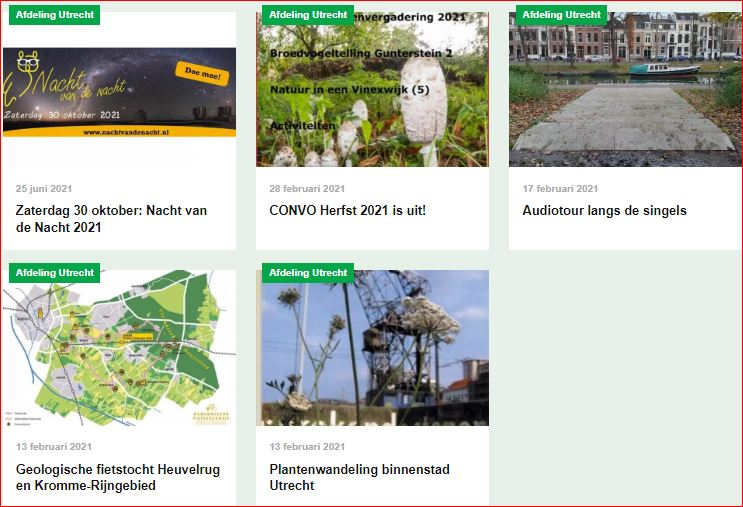 Afdeling Utrecht
Nacht
van de nacht
Doe mee!
Zaterdag 30 oktober 2021
www.nachtvandenacht.nl
25 juni 2021
Zaterdag 30 oktober: Nacht van
de Nacht 2021
Afdeling Utrecht
envergadering 2021
Broedvogeltelling Gunterstein 2
Natuur in een Vinexwijk (5)
Activiteiten
28 februari 2021
CONVO Herfst 2021 is uit!
Afdeling Utrecht
17 februari 2021
Audiotour langs de singels
Afdeling Utrecht
13 februari 2021
Geologische fietstocht Heuvelrug
en Kromme-Rijngebied
Afdeling Utrecht
13 februari 2021
Plantenwandeling binnenstad
Utrecht